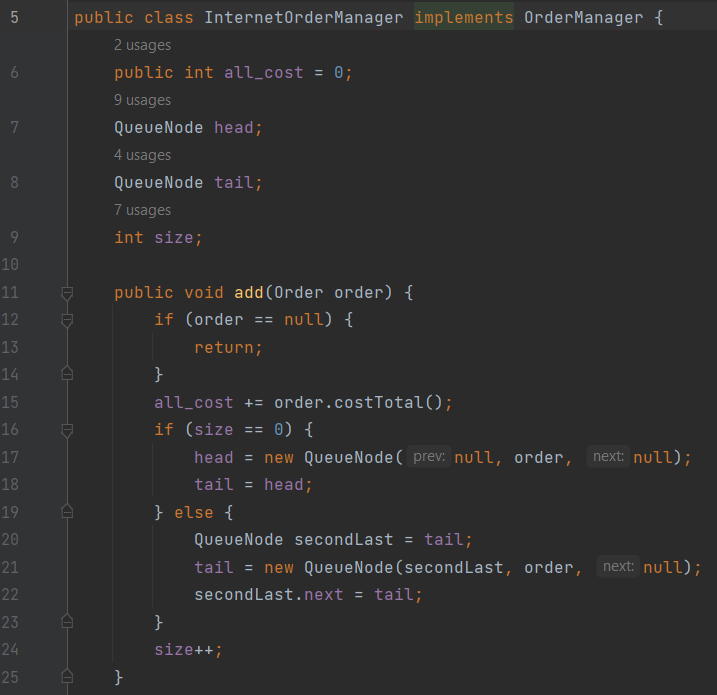 5 public class InternetOrderManager implements OrderManager {
2 usages
6 public int all_cost = 0;
9 usages
7 QueueNode head;
4 usages
8 QueueNode tail;
7 usages
9 int size;
10
11 public void add(Order order) {
12 if (order == null) {
13 return;
14 }
15 all_cost += order.costTotal();
16 if (size == 0) {
17 head = new QueueNode( prev: null, order, next: null);
18 tail = head;
19 } else {
20 QueueNode secondLast = tail;
21 tail = new QueueNode(secondLast, order, next: null);
22 secondLast.next = tail;
23 }
24 size++;
25 }